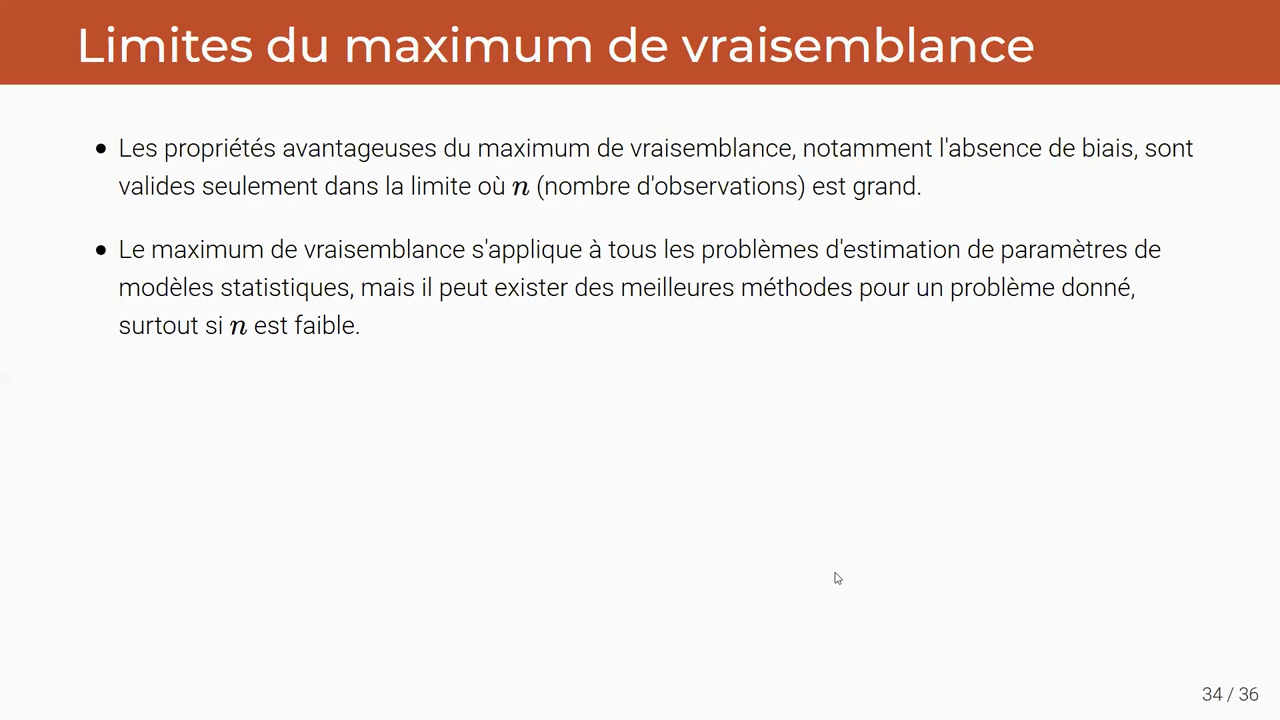 Limites du maximum de vraisemblance
• Les propriétés avantageuses du maximum de vraisemblance, notamment l'absence de biais, sont
valides seulement dans la limite où n (nombre d'observations) est grand.
• Le maximum de vraisemblance s'applique à tous les problèmes d'estimation de paramètres de
modèles statistiques, mais il peut exister des meilleures méthodes pour un problème donné,
surtout si n est faible.
34 / 36